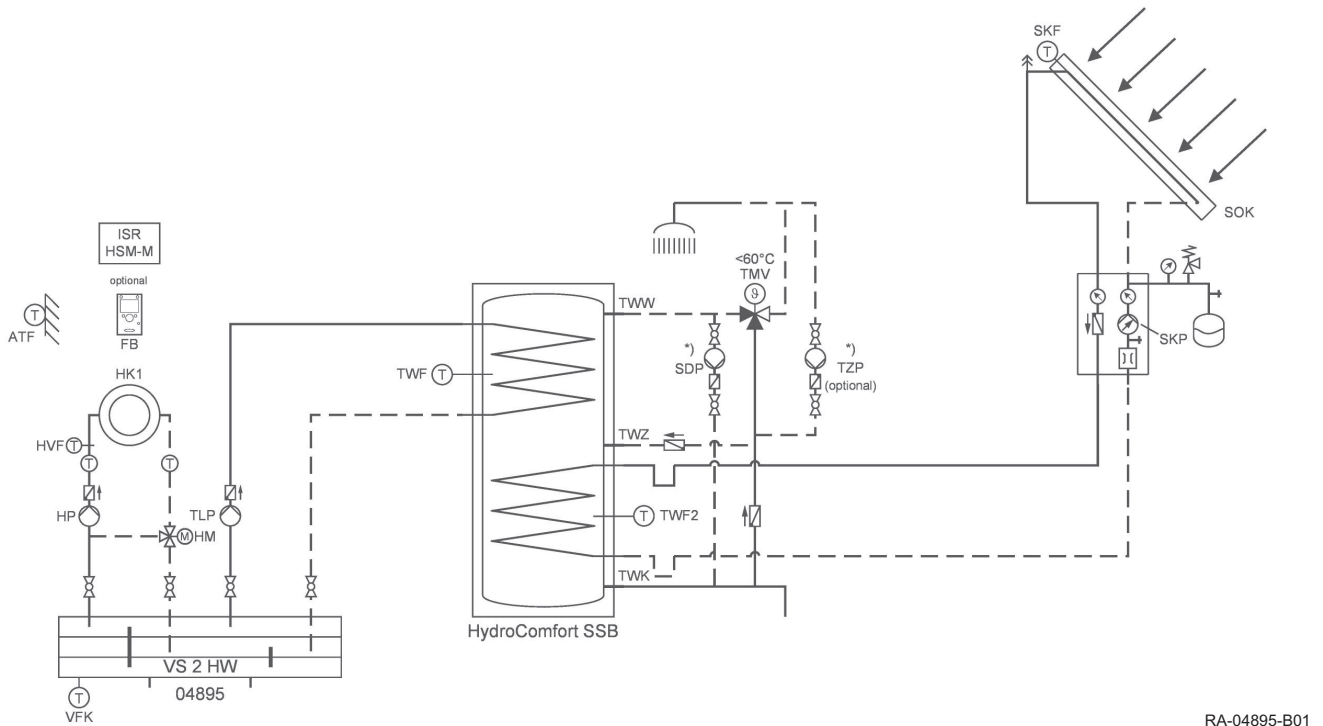 SKF
T
SOK
ISR
HSM-M
optional
FB
T
ATF
<60°C
TMV
ϑ
TWW
*)
SDP
*)
TZP
(optional)
SKP
HK1
TWF T
HVF T
T
T
TWZ
HP
TLP
M HM
T TWF2
TWK
HydroComfort SSB
VS 2 HW
04895
T
VFK
RA-04895-B01